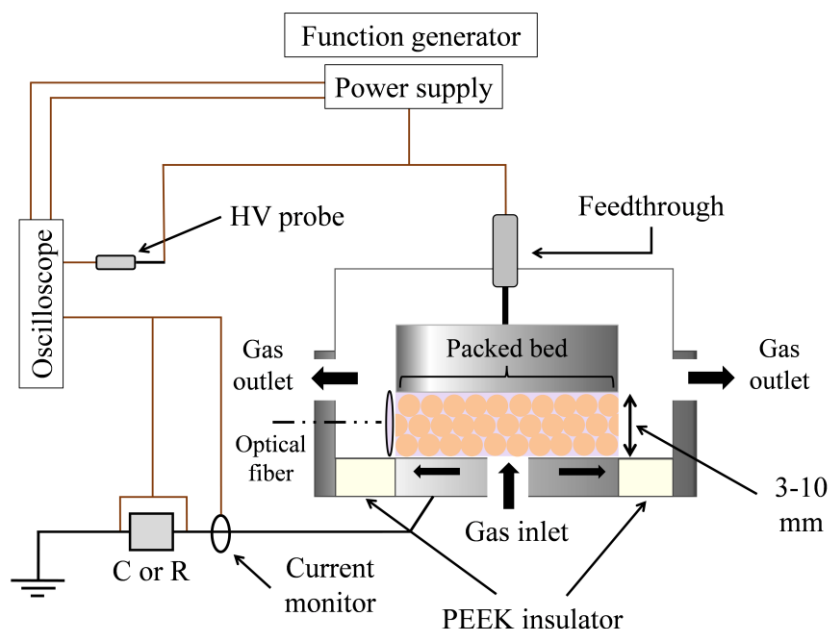 Function generator
Power supply
HV probe
Feedthrough
Oscilloscope
Packed bed
Gas
outlet
Gas
outlet
Optical
fiber
3-10
mm
Gas inlet
C or R
Current
monitor
PEEK insulator